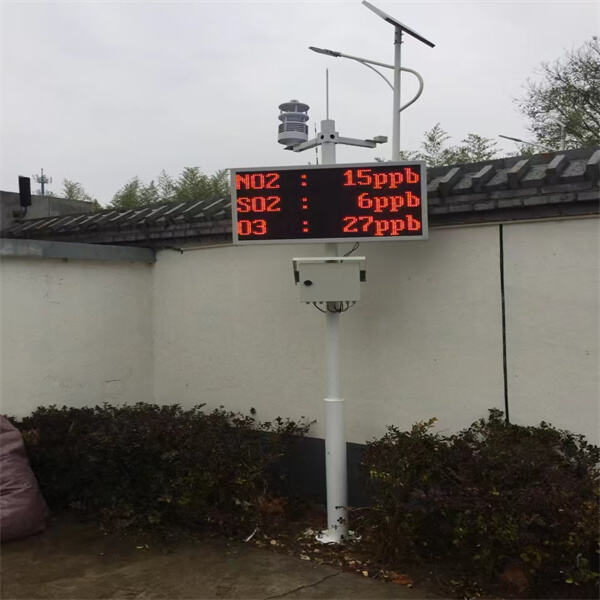 NO2 : 15ppb
SO2 : 6ppb
O3 : 27ppb